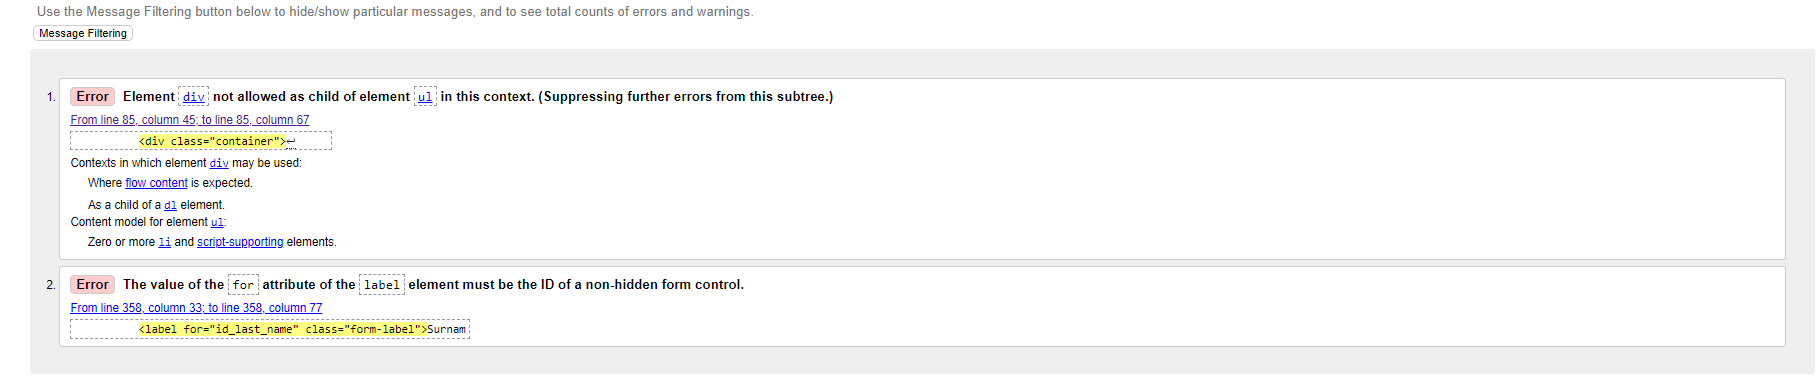 Use the Message Filtering button below to hide/show particular messages, and to see total counts of errors and warnings.
Message Filtering
1. Error Element div not allowed as child of element ul in this context. (Suppressing further errors from this subtree.)
From line 85, column 45; to line 85, column 67
<div class="container">↩
Contexts in which element div may be used:
Where flow content is expected.
As a child of a dl element.
Content model for element ul:
Zero or more li and script-supporting elements.
2. Error The value of the for attribute of the label element must be the ID of a non-hidden form control.
From line 358, column 33; to line 358, column 77
<label for="id_last_name" class="form-label">Surnam